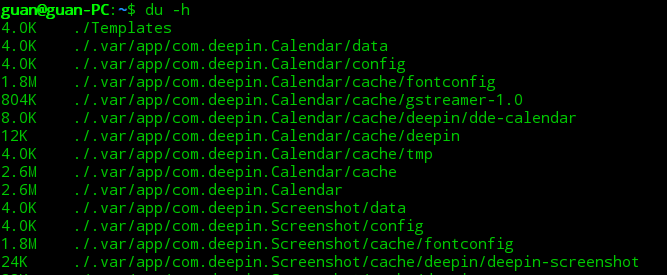 guan@guan-PC:~$ du -h
4.0K ./Templates
4.0K ./.var/app/com.deepin.Calendar/data
4.0K ./.var/app/com.deepin.Calendar/config
1.8M ./.var/app/com.deepin.Calendar/cache/fontconfig
804K ./.var/app/com.deepin.Calendar/cache/gstreamer-1.0
8.0K ./.var/app/com.deepin.Calendar/cache/deepin/dde-calendar
12K ./.var/app/com.deepin.Calendar/cache/deepin
4.0K ./.var/app/com.deepin.Calendar/cache/tmp
2.6M ./.var/app/com.deepin.Calendar/cache
2.6M ./.var/app/com.deepin.Calendar
4.0K ./.var/app/com.deepin.Screenshot/data
4.0K ./.var/app/com.deepin.Screenshot/config
1.8M ./.var/app/com.deepin.Screenshot/cache/fontconfig
24K ./.var/app/com.deepin.Screenshot/cache/deepin/deepin-screenshot